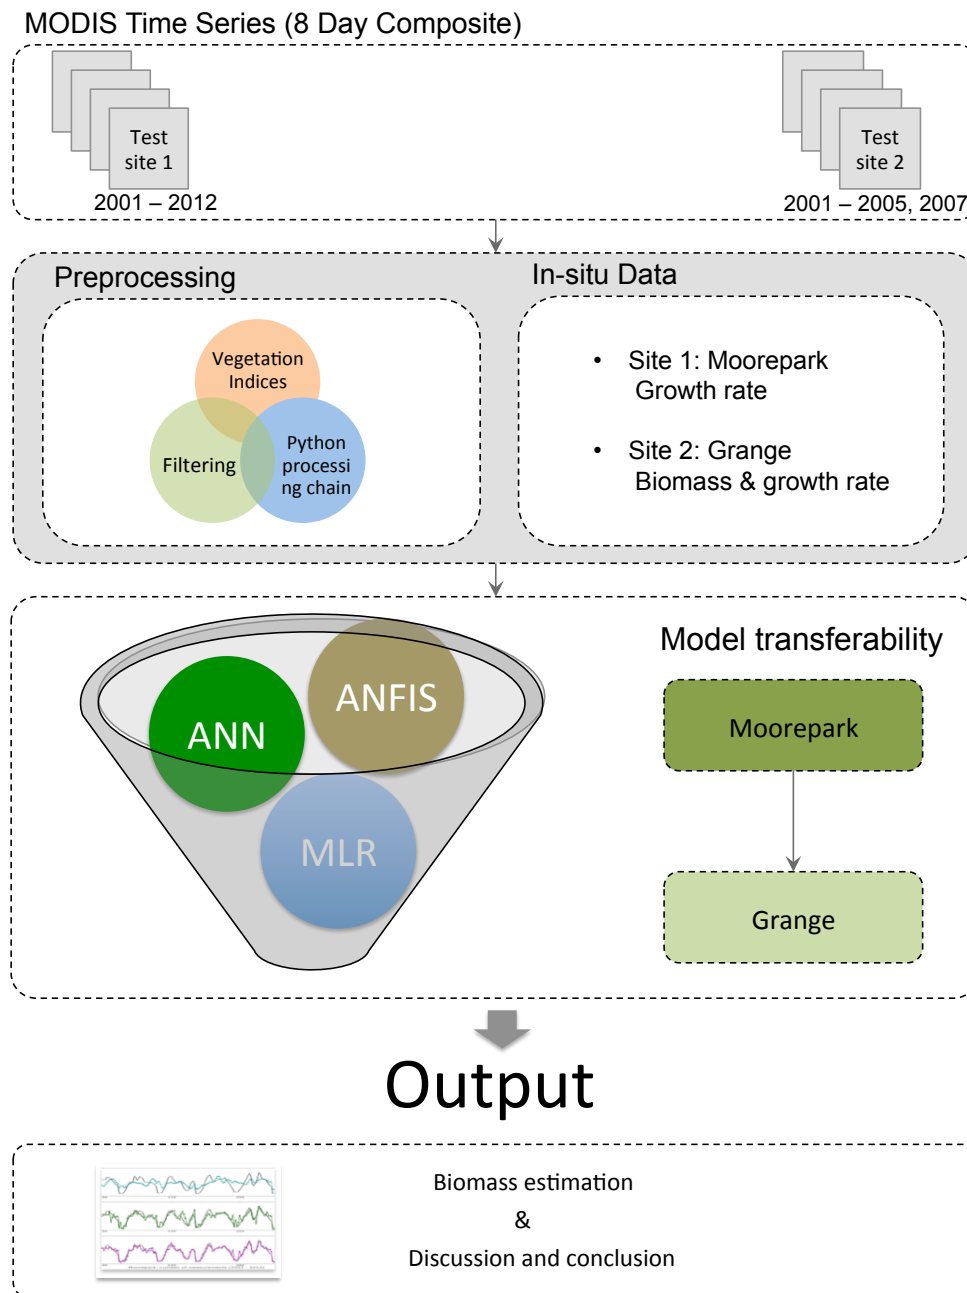 MODIS Time Series (8 Day Composite)
Test
site 1
2001 – 2012
Test
site 2
2001 – 2005, 2007
Preprocessing
Vegetation
Indices
Filtering
Python
processi
ng chain
In-situ Data
• Site 1: Moorepark
Growth rate
• Site 2: Grange
Biomass & growth rate
ANN
ANFIS
MLR
Model transferability
Moorepark
Grange
Output
Biomass estimation
&
Discussion and conclusion